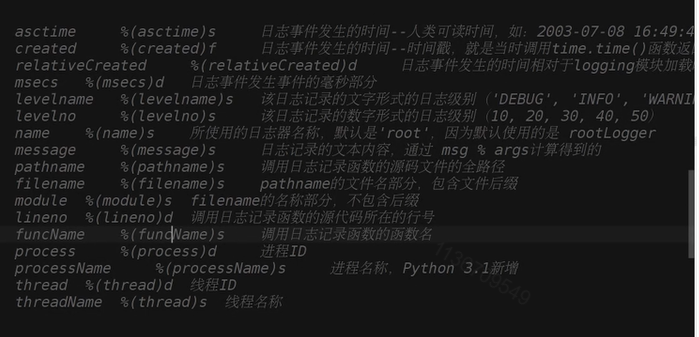 asctime %(asctime)s 日志事件发生的时间--人类可读时间，如：2003-07-08 16:49:4
created %(created)f 日志事件发生的时间--时间戳，就是当时调用time.time()函数返
relativeCreated %(relativeCreated)d 日志事件发生的时间相对于logging模块加载
msecs %(msecs)d 日志事件发生事件的毫秒部分
levelname %(levelname)s 该日志记录的文字形式的日志级别（'DEBUG', 'INFO', 'WARNI
levelno %(levelno)s 该日志记录的数字形式的日志级别（10, 20, 30, 40, 50）
name %(name)s 所使用的日志器名称，默认是'root'，因为默认使用的是 rootLogger
message %(message)s 日志记录的文本内容，通过 msg % args计算得到的
pathname %(pathname)s 调用日志记录函数的源码文件的全路径
filename %(filename)s pathname的文件名部分，包含文件后缀
module %(module)s filename的名称部分，不包含后缀
lineno %(lineno)d 调用日志记录函数的源代码所在的行号
funcName %(funcName)s 调用日志记录函数的函数名
process %(process)d 进程ID
processName %(processName)s 进程名称，Python 3.1新增
thread %(thread)d 线程ID
threadName %(thread)s 线程名称